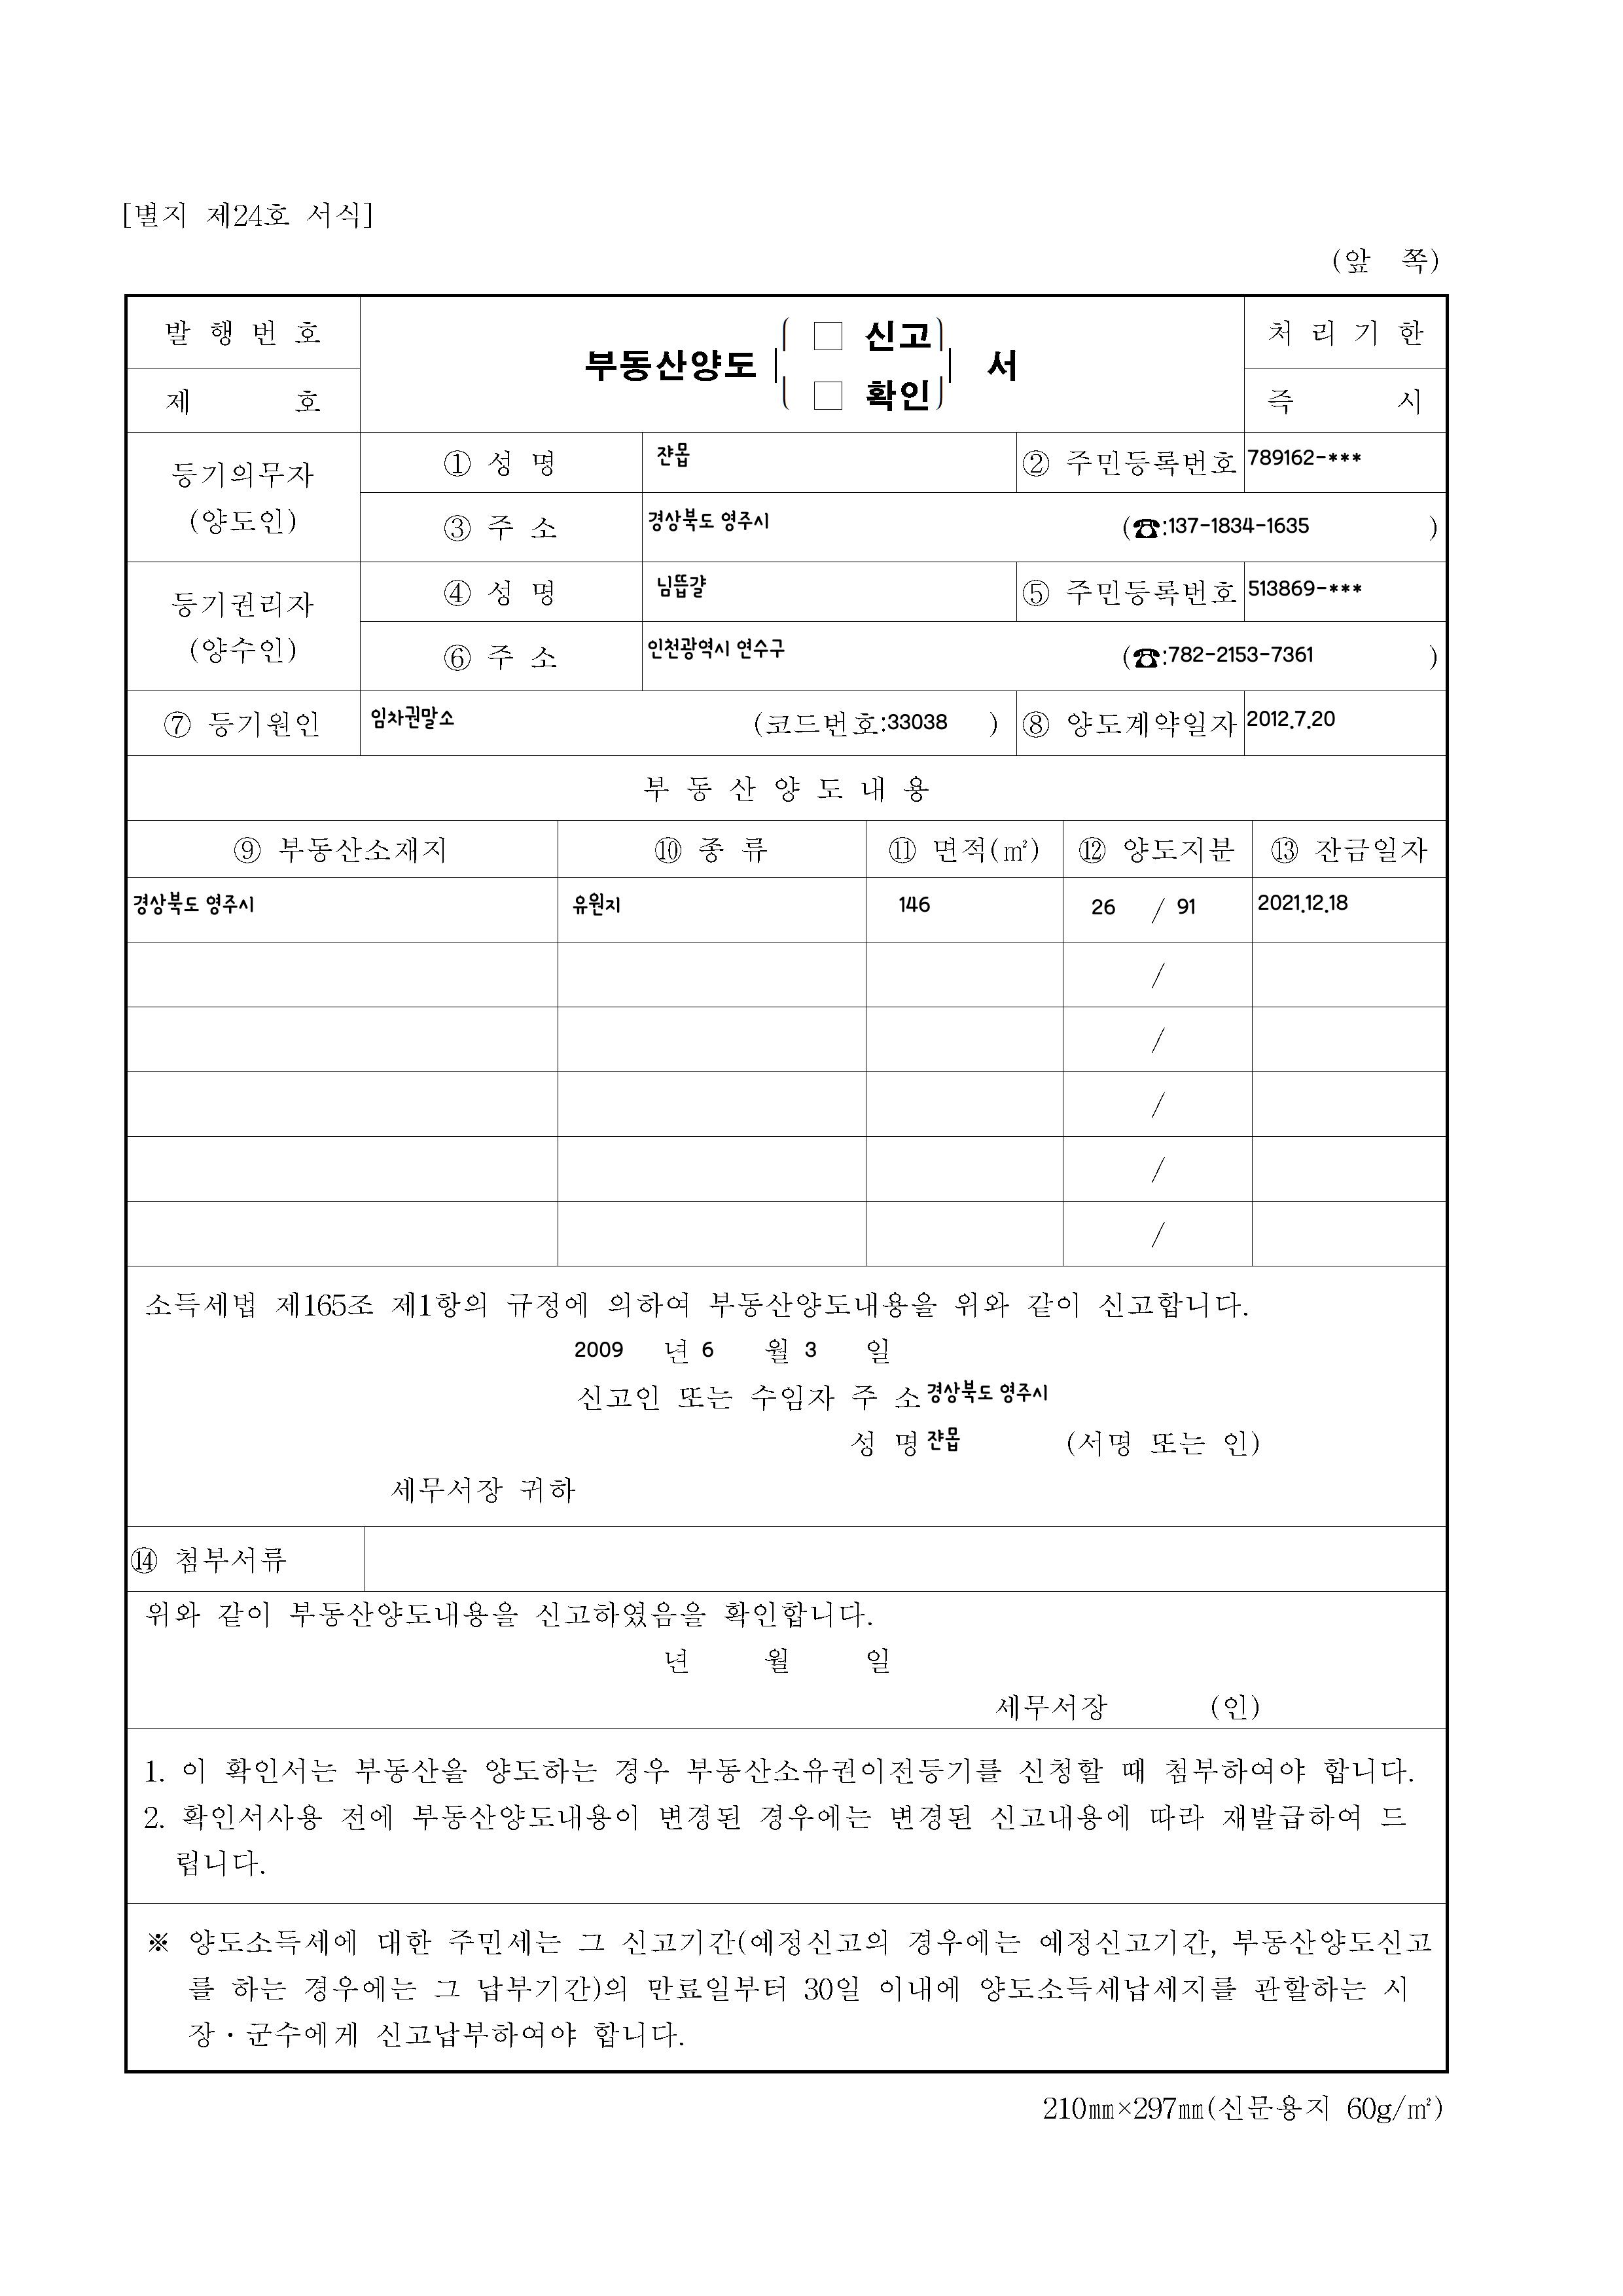 [별지 제24호 서식]
(앞 쪽)
발 행 번 호
제 호
부동산양도 □ 신고 □ 확인 서
처 리 기 한
즉 시
등기의무자
(양도인)
① 성 명 쟌몹 ② 주민등록번호 789162-***
③ 주 소 경상북도 영주시 (☎:137-1834-1635 )
등기권리자
(양수인)
④ 성 명 님뜹걀 ⑤ 주민등록번호 513869-***
⑥ 주 소 인천광역시 연수구 (☎:782-2153-7361 )
⑦ 등기원인 임차권말소 (코드번호:33038 ) ⑧ 양도계약일자 2012.7.20
부 동 산 양 도 내 용
⑨ 부동산소재지 ⑩ 종 류 ⑪ 면적(㎡) ⑫ 양도지분 ⑬ 잔금일자
경상북도 영주시 유원지 146 26 / 91 2021.12.18
/
/
/
/
/
소득세법 제165조 제1항의 규정에 의하여 부동산양도내용을 위와 같이 신고합니다.
2009 년 6 월 3 일
신고인 또는 수임자 주 소 경상북도 영주시
성 명 쟌몹 (서명 또는 인)
세무서장 귀하
⑭ 첨부서류
위와 같이 부동산양도내용을 신고하였음을 확인합니다.
년 월 일
세무서장 (인)
1. 이 확인서는 부동산을 양도하는 경우 부동산소유권이전등기를 신청할 때 첨부하여야 합니다.
2. 확인서사용 전에 부동산양도내용이 변경된 경우에는 변경된 신고내용에 따라 재발급하여 드
립니다.
※ 양도소득세에 대한 주민세는 그 신고기간(예정신고의 경우에는 예정신고기간, 부동산양도신고
를 하는 경우에는 그 납부기간)의 만료일부터 30일 이내에 양도소득세납세지를 관할하는 시
장·군수에게 신고납부하여야 합니다.
210㎜×297㎜(신문용지 60g/㎡)